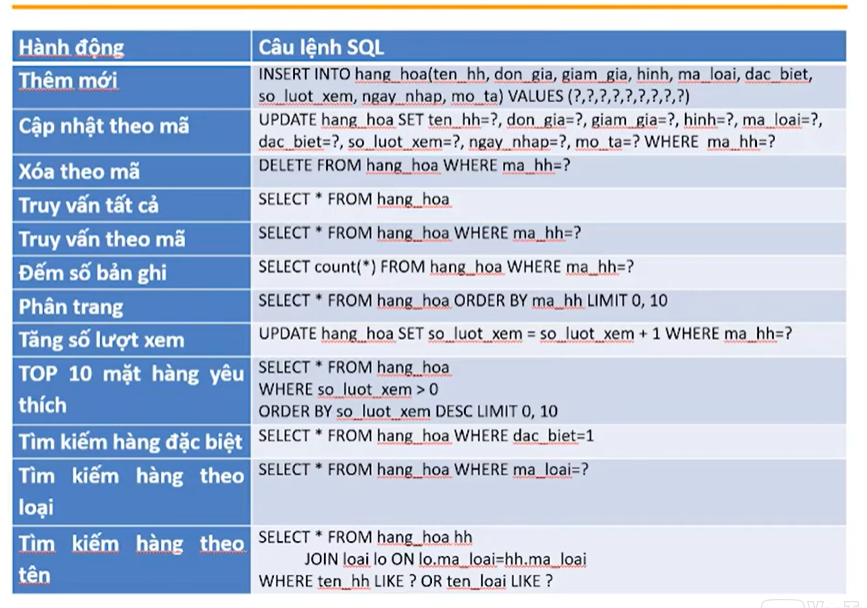 Hành động
Câu lệnh SQL
Thêm mới
INSERT INTO hang_hoa(ten_hh, don_gia, giam_gia, hinh, ma_loai, dac_biet,
so_luot_xem, ngay_nhap, mo_ta) VALUES (?,?,?,?,?,?,?,?,?)
Cập nhật theo mã
UPDATE hang_hoa SET ten_hh=?, don_gia=?, giam_gia=?, hinh=?, ma_loai=?,
dac_biet=?, so_luot_xem=?, ngay_nhap=?, mo_ta=? WHERE ma_hh=?
Xóa theo mã
DELETE FROM hang_hoa WHERE ma_hh=?
Truy vấn tất cả
SELECT * FROM hang_hoa
Truy vấn theo mã
SELECT * FROM hang_hoa WHERE ma_hh=?
Đếm số bản ghi
SELECT count(*) FROM hang_hoa WHERE ma_hh=?
Phân trang
SELECT * FROM hang_hoa ORDER BY ma_hh LIMIT 0, 10
Tăng số lượt xem
UPDATE hang_hoa SET so_luot_xem = so_luot_xem + 1 WHERE ma_hh=?
TOP 10 mặt hàng yêu
thích
SELECT * FROM hang_hoa
WHERE so_luot_xem > 0
ORDER BY so_luot_xem DESC LIMIT 0, 10
Tìm kiếm hàng đặc biệt
SELECT * FROM hang_hoa WHERE dac_biet=1
Tìm kiếm hàng theo
loại
SELECT * FROM hang_hoa WHERE ma_loai=?
Tìm kiếm hàng theo
tên
SELECT * FROM hang_hoa hh
JOIN loai lo ON lo.ma_loai=hh.ma_loai
WHERE ten_hh LIKE ? OR ten_loai LIKE ?